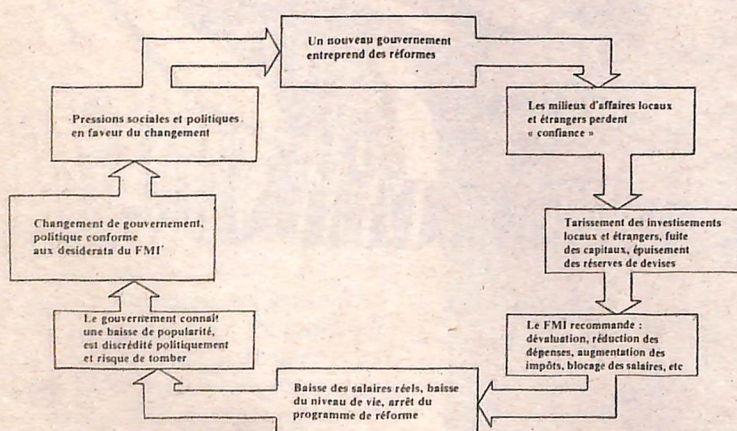 Un nouveau gouvernement
entreprend des réformes
Les milieux d'affaires locaux
et étrangers perdent
« confiance »
Tarissement des investisements
locaux et étrangers, fuite
des capitaux, épuisement
des réserves de devises
Le FMI recommande :
dévaluation, réduction des
dépenses, augmentation des
impôts, blocage des salaires, etc
Baisse des salaires réels, baisse
du niveau de vie, arrêt du
programme de réforme
Le gouvernement connaît
une baisse de popularité,
est discrédité politiquement
et risque de tomber
Changement de gouvernement,
politique conforme
aux desiderata du FMI
Pressions sociales et politiques
en faveur du changement